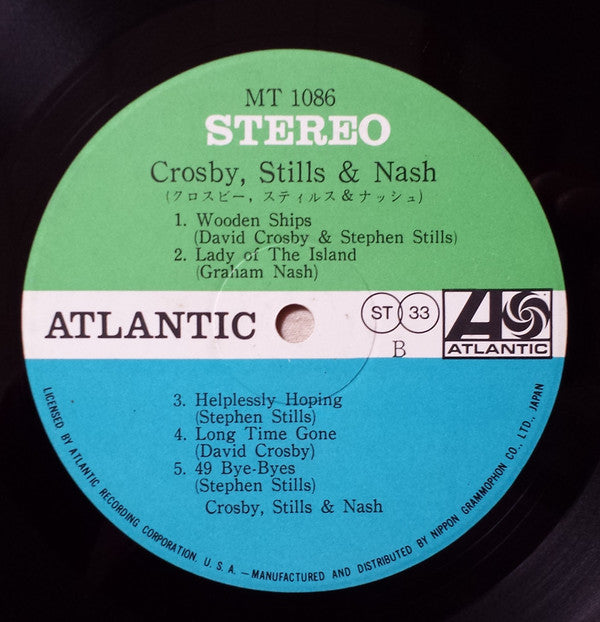 MT 1086
STEREO
Crosby, Stills & Nash
(クロスビー, スティルス&ナッシュ)
1. Wooden Ships
(David Crosby & Stephen Stills)
2. Lady of The Island
(Graham Nash)
ATLANTIC
ST 33
B
ATLANTIC
3. Helplessly Hoping
(Stephen Stills)
4. Long Time Gone
(David Crosby)
5. 49 Bye-Byes
(Stephen Stills)
Crosby, Stills & Nash
LICENSED BY ATLANTIC RECORDING CORPORATION, U. S. A. —MANUFACTURED AND DISTRIBUTED BY NIPPON GRAMMOPHON CO., LTD., JAPAN